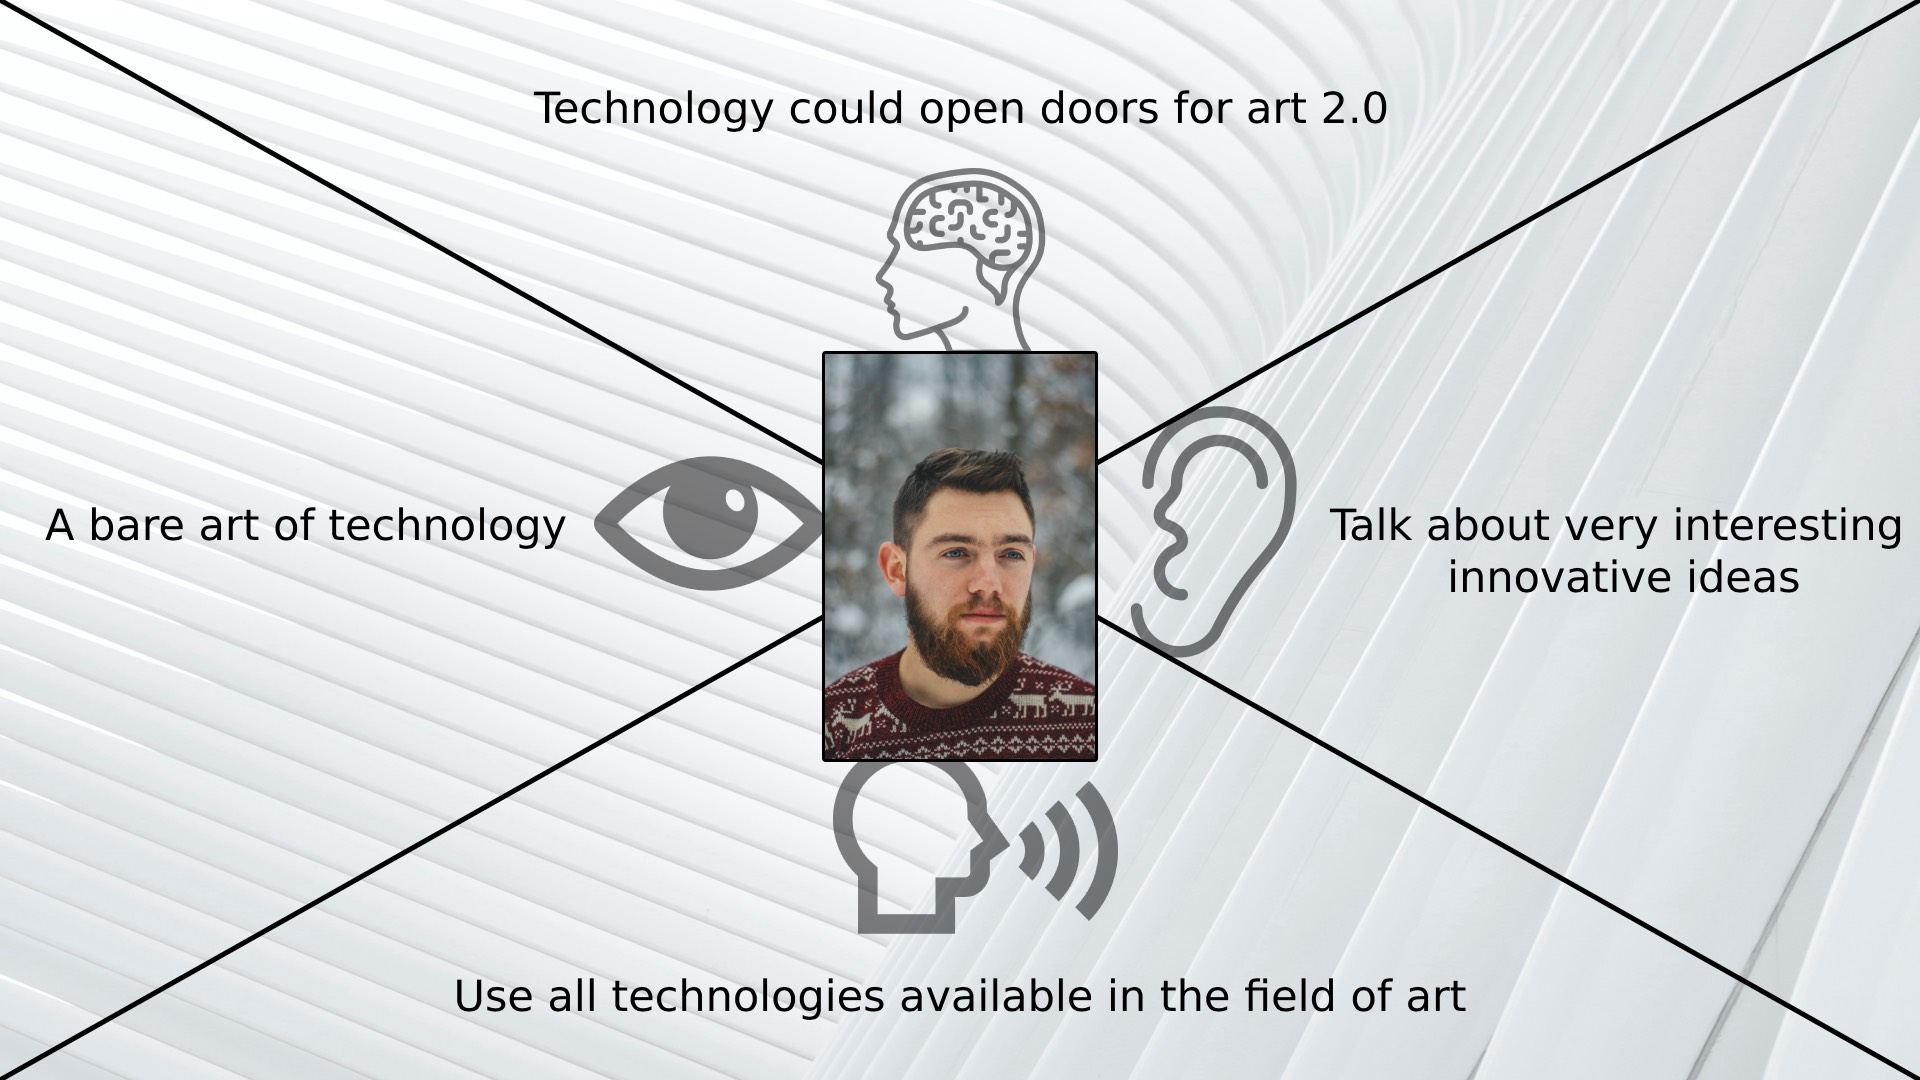 Technology could open doors for art 2.0
A bare art of technology
Talk about very interesting
innovative ideas
Use all technologies available in the field of art